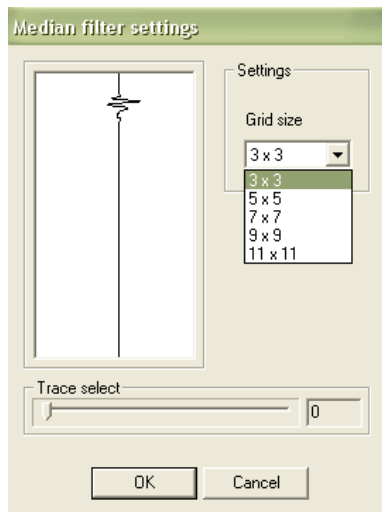 Median filter settings
Settings
Grid size
3 x 3
3 x 3
5 x 5
7 x 7
9 x 9
11 x 11
Trace select
0
OK
Cancel